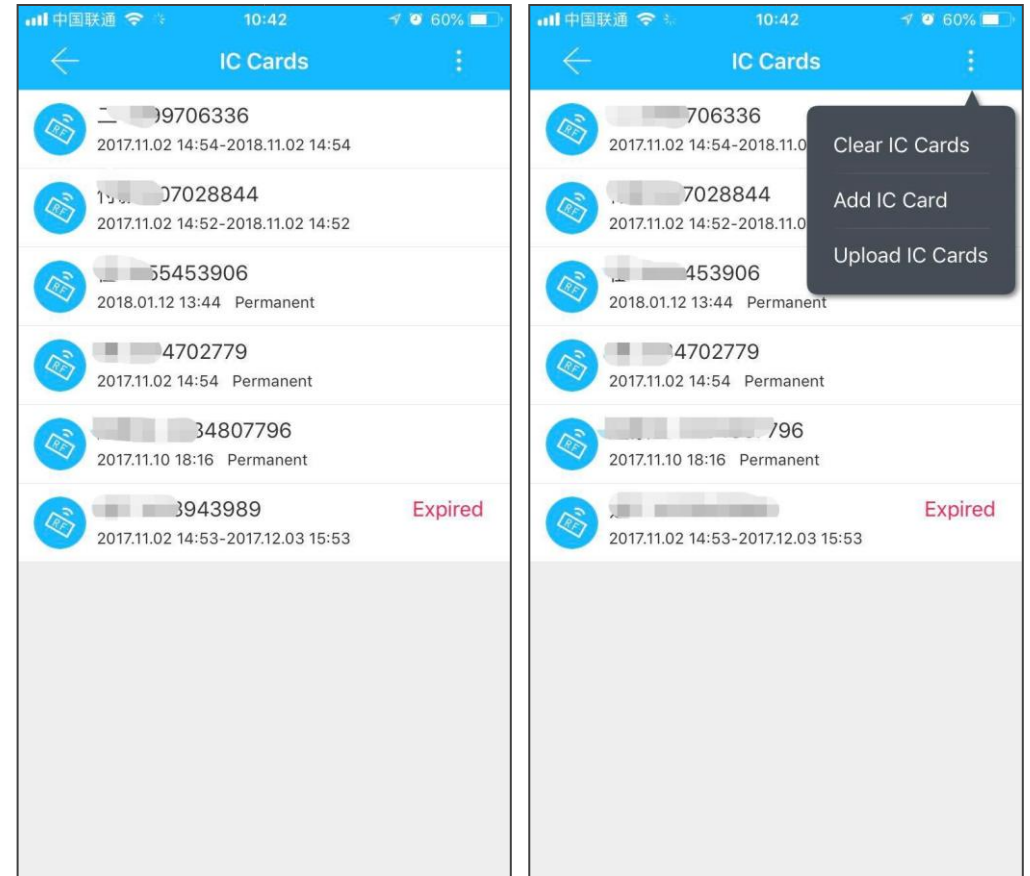 中国联通 10:42 60%
IC Cards
99706336
2017.11.02 14:54-2018.11.02 14:54
07028844
2017.11.02 14:52-2018.11.02 14:52
55453906
2018.01.12 13:44 Permanent
4702779
2017.11.02 14:54 Permanent
34807796
2017.11.10 18:16 Permanent
3943989 Expired
2017.11.02 14:53-2017.12.03 15:53
中国联通 10:42 60%
IC Cards
706336
2017.11.02 14:54-2018.11.0
7028844
2017.11.02 14:52-2018.11.0
453906
2018.01.12 13:44 Permanent
4702779
2017.11.02 14:54 Permanent
796
2017.11.10 18:16 Permanent
Expired
2017.11.02 14:53-2017.12.03 15:53
Clear IC Cards
Add IC Card
Upload IC Cards